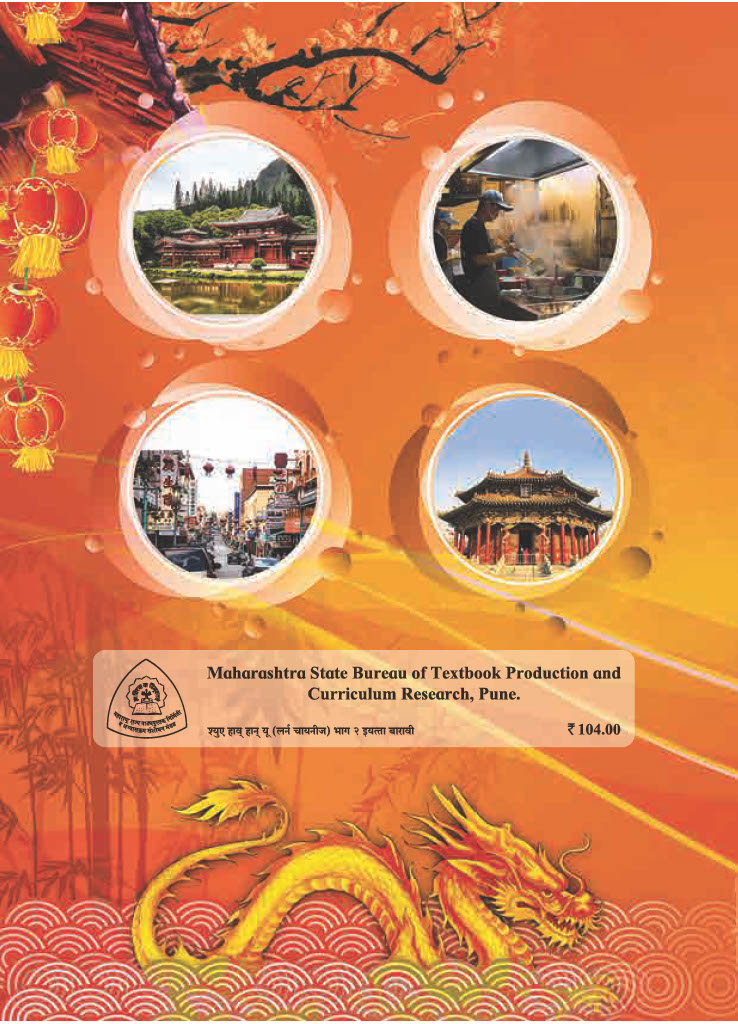 Maharashtra State Bureau of Textbook Production and
Curriculum Research, Pune.
श्युए हाव् हान् यू (लर्न चायनीज) भाग २ इयत्ता बारावी
₹ 104.00